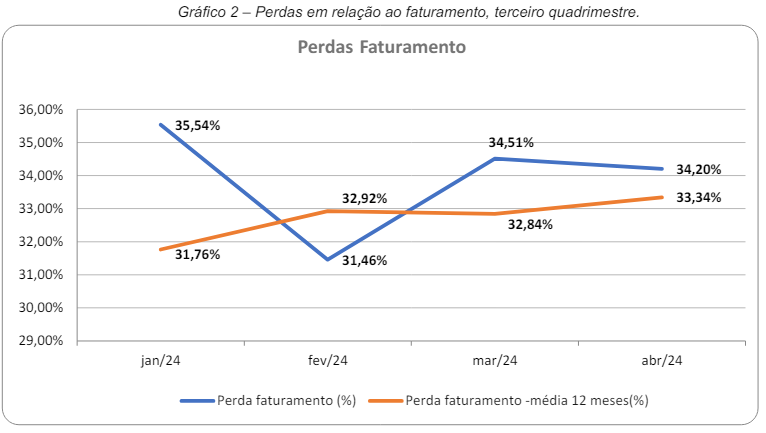 Gráfico 2 – Perdas em relação ao faturamento, terceiro quadrimestre.
Perdas Faturamento
36,00%
35,00%
34,00%
33,00%
32,00%
31,00%
30,00%
29,00%
35,54%
31,46%
34,51%
34,20%
31,76%
32,92%
32,84%
33,34%
jan/24
fev/24
mar/24
abr/24
Perda faturamento (%)
Perda faturamento -média 12 meses(%)